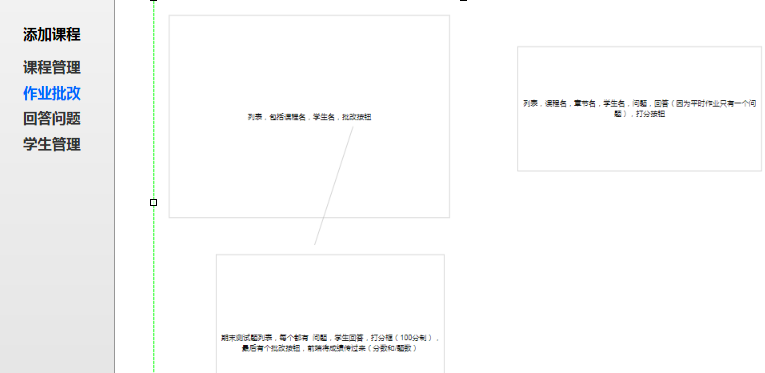 添加课程
课程管理
作业批改
回答问题
学生管理
列表，包括课程名，学生名，批改按钮
列表，课程名，章节名，学生名，问题，回答（因为平时作业只有一个问
题），打分按钮
期末测试题列表，每个都有 问题，学生回答，打分框（100分制），
最后有个批改按钮，前端将成绩传过来（分数和/题数）